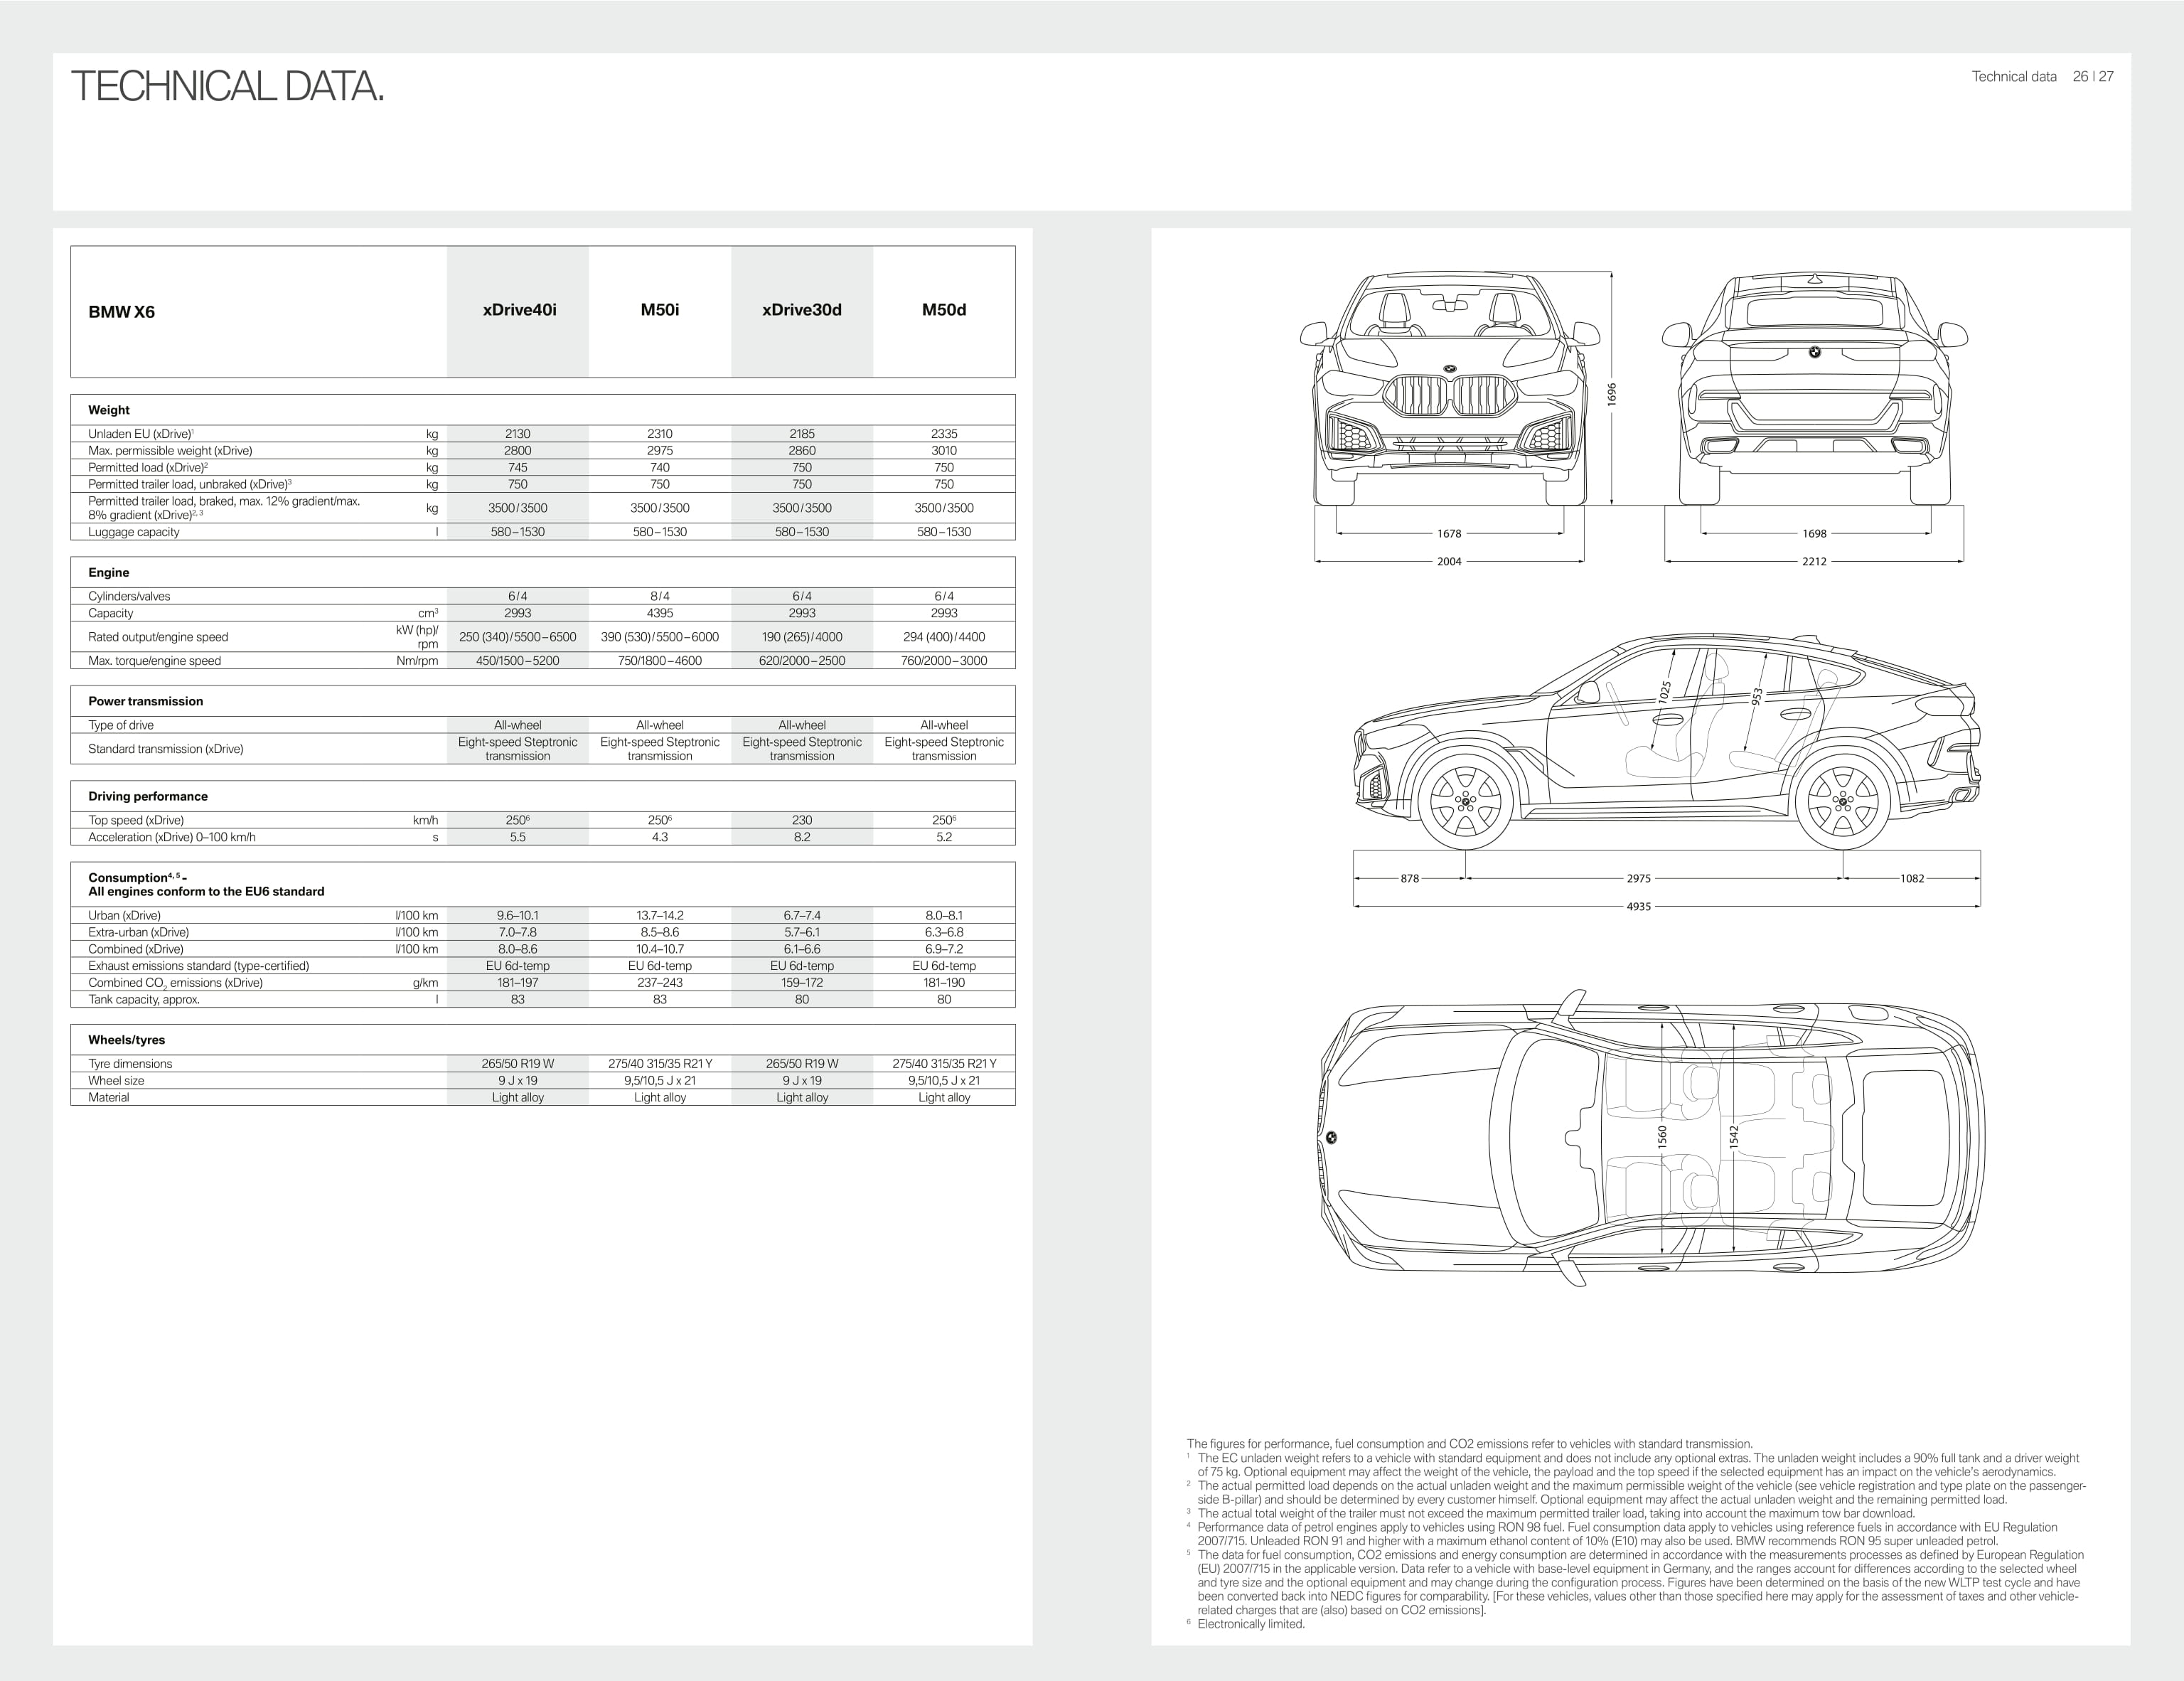 TECHNICAL DATA.
Technical data 26 | 27
BMW X6 xDrive40i M50i xDrive30d M50d
Weight
Unladen EU (xDrive)¹ kg 2130 2310 2185 2335
Max. permissible weight (xDrive) kg 2800 2975 2860 3010
Permitted load (xDrive)² kg 745 740 750 750
Permitted trailer load, unbraked (xDrive)³ kg 750 750 750 750
Permitted trailer load, braked, max. 12% gradient/max.
8% gradient (xDrive)²˒ ³ kg 3500/3500 3500/3500 3500/3500 3500/3500
Luggage capacity l 580–1530 580–1530 580–1530 580–1530
Engine
Cylinders/valves 6/4 8/4 6/4 6/4
Capacity cm³ 2993 4395 2993 2993
Rated output/engine speed kW (hp)/ rpm 250 (340)/5500–6500 390 (530)/5500–6000 190 (265)/4000 294 (400)/4400
Max. torque/engine speed Nm/rpm 450/1500–5200 750/1800–4600 620/2000–2500 760/2000–3000
Power transmission
Type of drive All-wheel All-wheel All-wheel All-wheel
Standard transmission (xDrive) Eight-speed Steptronic transmission Eight-speed Steptronic transmission Eight-speed Steptronic transmission Eight-speed Steptronic transmission
Driving performance
Top speed (xDrive) km/h 250⁶ 250⁶ 230 250⁶
Acceleration (xDrive) 0–100 km/h s 5.5 4.3 8.2 5.2
Consumption⁴˒ ⁵ -
All engines conform to the EU6 standard
Urban (xDrive) l/100 km 9.6–10.1 13.7–14.2 6.7–7.4 8.0–8.1
Extra-urban (xDrive) l/100 km 7.0–7.8 8.5–8.6 5.7–6.1 6.3–6.8
Combined (xDrive) l/100 km 8.0–8.6 10.4–10.7 6.1–6.6 6.9–7.2
Exhaust emissions standard (type-certified) EU 6d-temp EU 6d-temp EU 6d-temp EU 6d-temp
Combined CO₂ emissions (xDrive) g/km 181–197 237–243 159–172 181–190
Tank capacity, approx. l 83 83 80 80
Wheels/tyres
Tyre dimensions 265/50 R19 W 275/40 315/35 R21 Y 265/50 R19 W 275/40 315/35 R21 Y
Wheel size 9 J x 19 9,5/10,5 J x 21 9 J x 19 9,5/10,5 J x 21
Material Light alloy Light alloy Light alloy Light alloy
1696
1678 1698
2004 2212
1025 953
878 2975 1082
4935
1560 1542
The figures for performance, fuel consumption and CO2 emissions refer to vehicles with standard transmission.
¹ The EC unladen weight refers to a vehicle with standard equipment and does not include any optional extras. The unladen weight includes a 90% full tank and a driver weight
of 75 kg. Optional equipment may affect the weight of the vehicle, the payload and the top speed if the selected equipment has an impact on the vehicle's aerodynamics.
² The actual permitted load depends on the actual unladen weight and the maximum permissible weight of the vehicle (see vehicle registration and type plate on the passenger-
side B-pillar) and should be determined by every customer himself. Optional equipment may affect the actual unladen weight and the remaining permitted load.
³ The actual total weight of the trailer must not exceed the maximum permitted trailer load, taking into account the maximum tow bar download.
⁴ Performance data of petrol engines apply to vehicles using RON 98 fuel. Fuel consumption data apply to vehicles using reference fuels in accordance with EU Regulation
2007/715. Unleaded RON 91 and higher with a maximum ethanol content of 10% (E10) may also be used. BMW recommends RON 95 super unleaded petrol.
⁵ The data for fuel consumption, CO2 emissions and energy consumption are determined in accordance with the measurements processes as defined by European Regulation
(EU) 2007/715 in the applicable version. Data refer to a vehicle with base-level equipment in Germany, and the ranges account for differences according to the selected wheel
and tyre size and the optional equipment and may change during the configuration process. Figures have been determined on the basis of the new WLTP test cycle and have
been converted back into NEDC figures for comparability. [For these vehicles, values other than those specified here may apply for the assessment of taxes and other vehicle-
related charges that are (also) based on CO2 emissions].
⁶ Electronically limited.